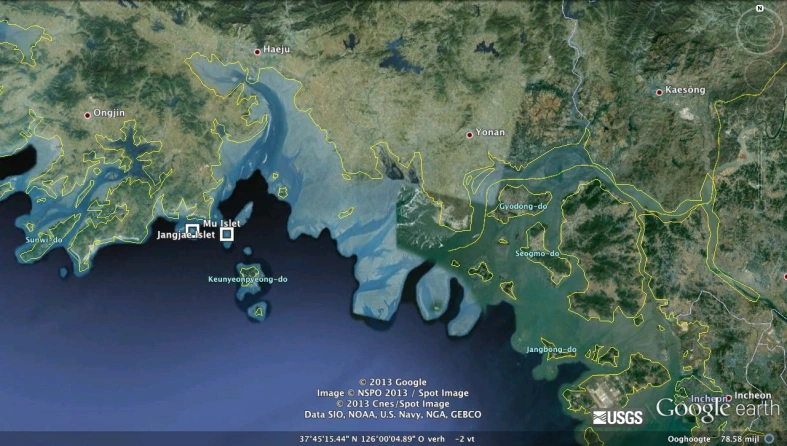 N
Haeju
Kaesŏng
Ongjin
Yonan
Gyodong-do
Mu Islet
Jangjae Islet
Sunwi-do
Seogmo-do
Keunyeonpyeong-do
Jangbong-do
© 2013 Google
Image © NSPO 2013 / Spot Image
© 2013 Cnes/Spot Image
Data SIO, NOAA, U.S. Navy, NGA, GEBCO
Incheon
Incheon
USGS
Google earth
37°45'15.44" N 126°00'04.89" O verh -2 vt
Ooghoogte 78.58 mijl